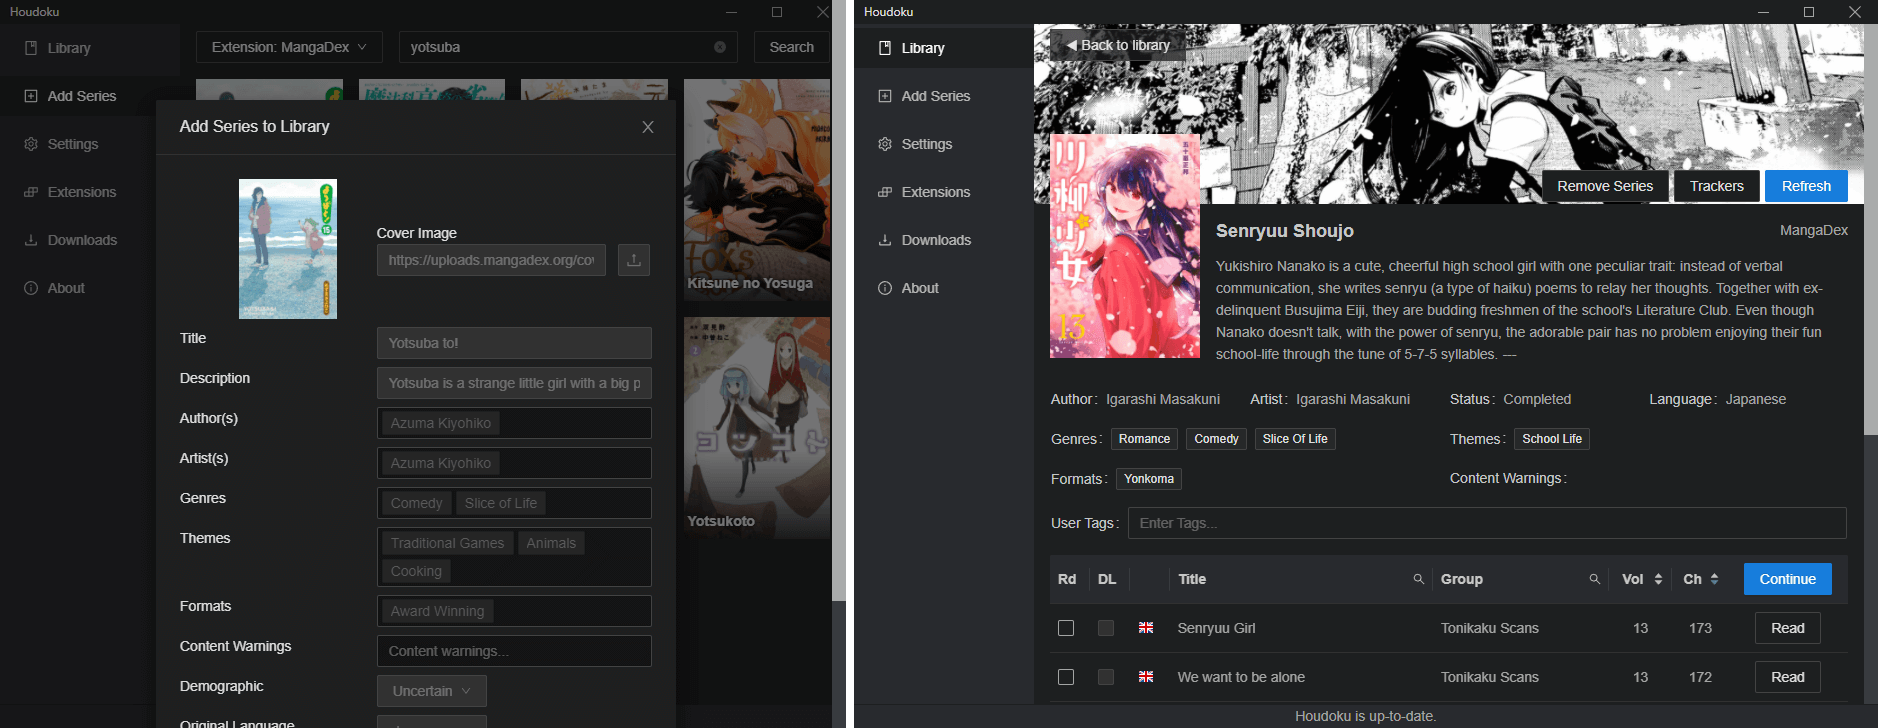 Houdoku
Library
Add Series
Settings
Extensions
Downloads
About
Extension: MangaDex
yotsuba
Search
Add Series to Library
Cover Image
https://uploads.mangadex.org/cov
Title
Yotsuba to!
Description
Yotsuba is a strange little girl with a big p
Author(s)
Azuma Kiyohiko
Artist(s)
Azuma Kiyohiko
Genres
Comedy Slice of Life
Themes
Traditional Games Animals
Cooking
Formats
Award Winning
Content Warnings
Content warnings...
Demographic
Uncertain
Original Language
Kitsune no Yosuga
Yotsukoto
Houdoku
Library
Add Series
Settings
Extensions
Downloads
About
◀ Back to library
川柳少女
五十嵐正邦
13
Remove Series Trackers Refresh
Senryuu Shoujo MangaDex
Yukishiro Nanako is a cute, cheerful high school girl with one peculiar trait: instead of verbal
communication, she writes senryu (a type of haiku) poems to relay her thoughts. Together with ex-
delinquent Busujima Eiji, they are budding freshmen of the school's Literature Club. Even though
Nanako doesn't talk, with the power of senryu, the adorable pair has no problem enjoying their fun
school-life through the tune of 5-7-5 syllables. ---
Author: Igarashi Masakuni Artist: Igarashi Masakuni Status: Completed Language: Japanese
Genres: Romance Comedy Slice Of Life Themes: School Life
Formats: Yonkoma Content Warnings:
User Tags: Enter Tags...
Rd DL Title Group Vol Ch Continue
Senryuu Girl Tonikaku Scans 13 173 Read
We want to be alone Tonikaku Scans 13 172 Read
Houdoku is up-to-date.